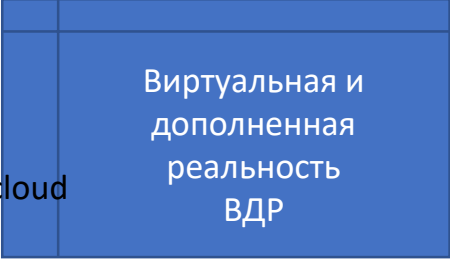 Виртуальная и
дополненная
реальность
cloud
ВДР